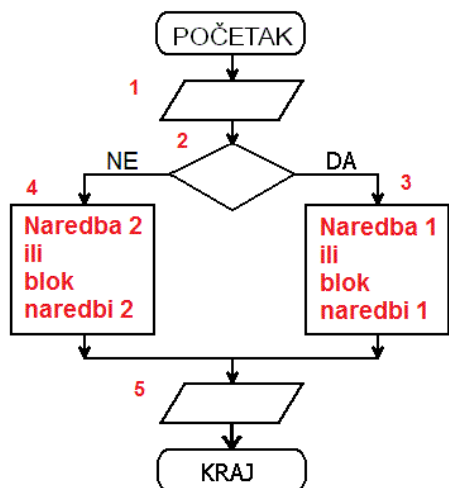 POČETAK
1
2
NE
DA
4
3
Naredba 2
ili
blok
naredbi 2
Naredba 1
ili
blok
naredbi 1
5
KRAJ